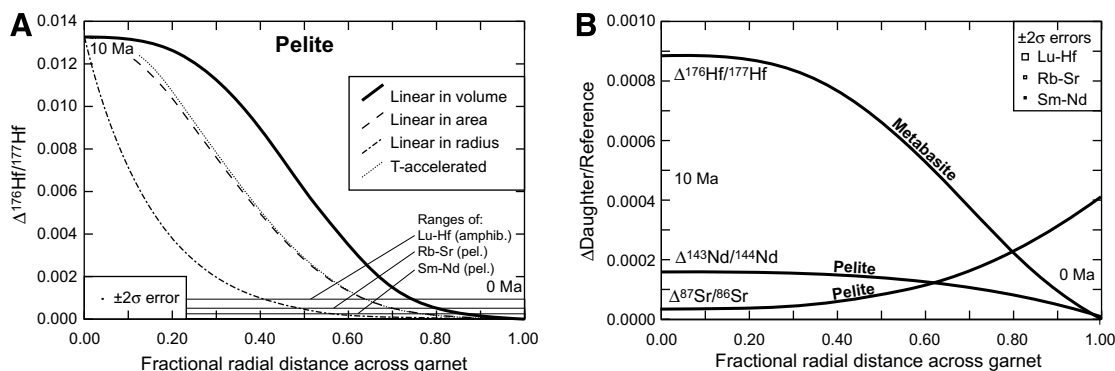 A
Pelite
10 Ma
0.014
0.012
0.010
0.008
0.006
0.004
0.002
0.000
Δ¹⁷⁶Hf/¹⁷⁷Hf
Linear in volume
Linear in area
Linear in radius
T-accelerated
Ranges of:
Lu-Hf (amphib.)
Rb-Sr (pel.)
Sm-Nd (pel.)
0 Ma
±2σ error
0.00 0.20 0.40 0.60 0.80 1.00
Fractional radial distance across garnet
B
0.0010
0.0008
0.0006
0.0004
0.0002
0.0000
ΔDaughter/Reference
±2σ errors
Lu-Hf
Rb-Sr
Sm-Nd
Δ¹⁷⁶Hf/¹⁷⁷Hf
Metabasite
10 Ma
Δ¹⁴³Nd/¹⁴⁴Nd
Pelite
0 Ma
Δ⁸⁷Sr/⁸⁶Sr
Pelite
0.00 0.20 0.40 0.60 0.80 1.00
Fractional radial distance across garnet